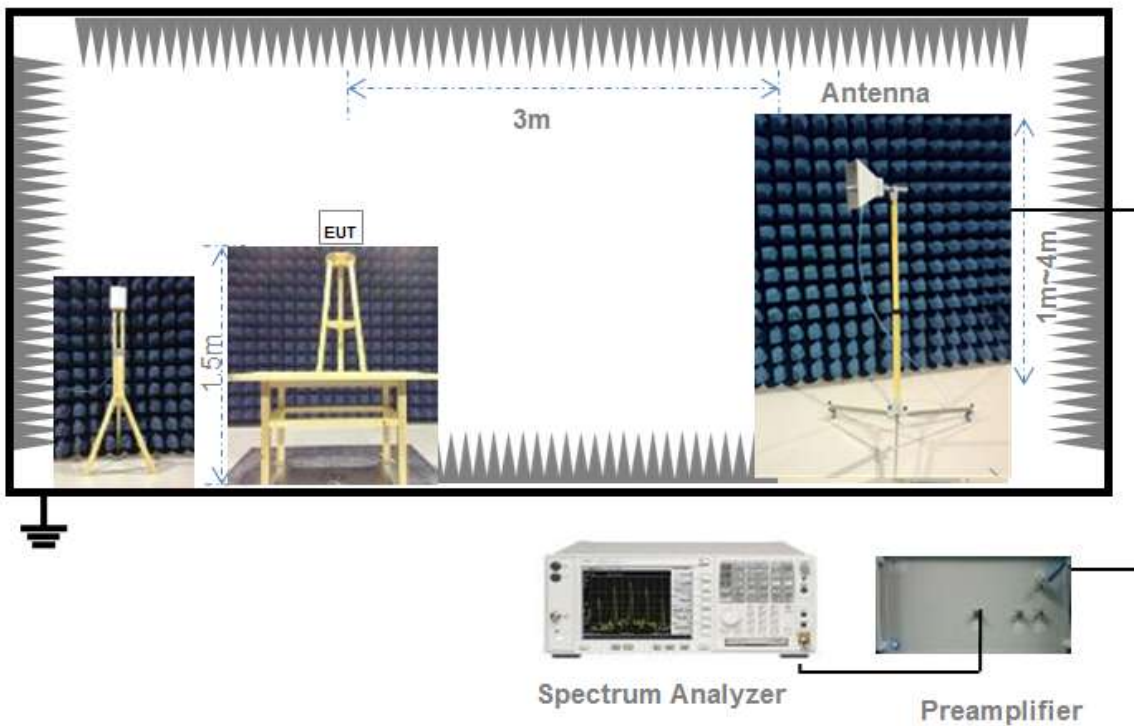 Antenna
3m
EUT
1.5m
1m~4m
Spectrum Analyzer
Preamplifier